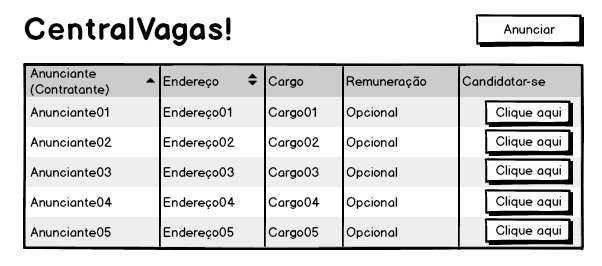 CentralVagas!
Anunciar
Anunciante
(Contratante)
Endereço
Cargo
Remuneração
Candidatar-se
Anunciante01 Endereço01 Cargo01 Opcional Clique aqui
Anunciante02 Endereço02 Cargo02 Opcional Clique aqui
Anunciante03 Endereço03 Cargo03 Opcional Clique aqui
Anunciante04 Endereço04 Cargo04 Opcional Clique aqui
Anunciante05 Endereço05 Cargo05 Opcional Clique aqui